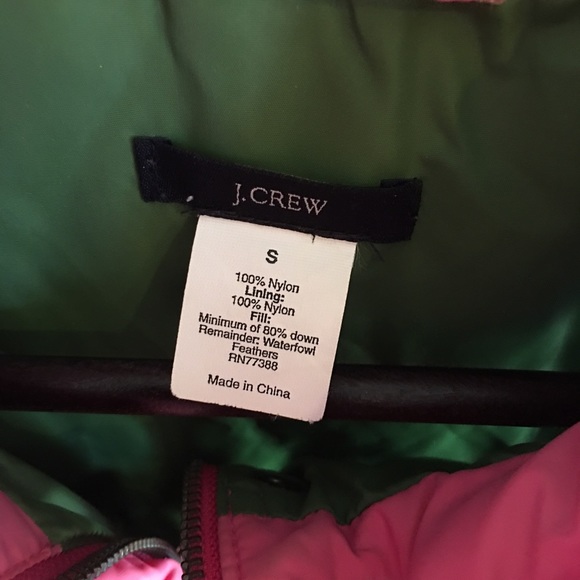 J.CREW
S
100% Nylon
Lining:
100% Nylon
Fill:
Minimum of 80% down
Remainder: Waterfowl
Feathers
RN77388
Made in China